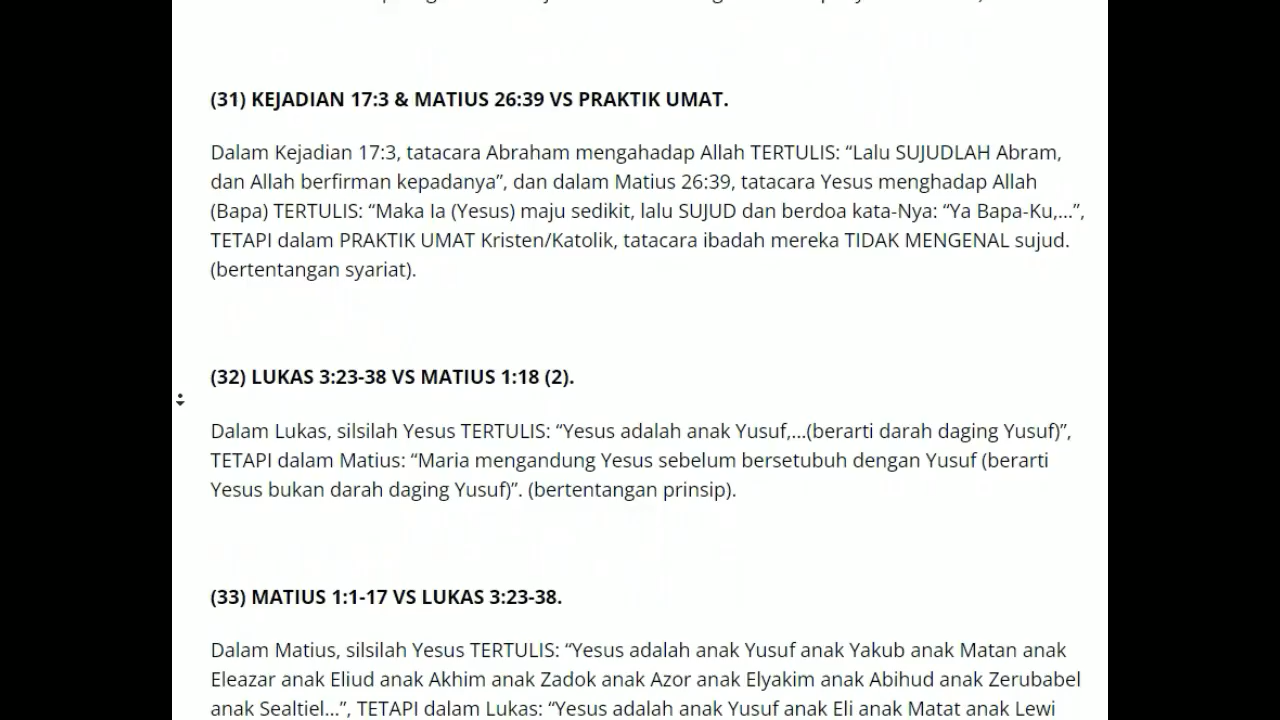 (31) KEJADIAN 17:3 & MATIUS 26:39 VS PRAKTIK UMAT.
Dalam Kejadian 17:3, tatacara Abraham mengahadap Allah TERTULIS: “Lalu SUJUDLAH Abram,
dan Allah berfirman kepadanya”, dan dalam Matius 26:39, tatacara Yesus menghadap Allah
(Bapa) TERTULIS: “Maka Ia (Yesus) maju sedikit, lalu SUJUD dan berdoa kata-Nya: “Ya Bapa-Ku,...”,
TETAPI dalam PRAKTIK UMAT Kristen/Katolik, tatacara ibadah mereka TIDAK MENGENAL sujud.
(bertentangan syariat).
(32) LUKAS 3:23-38 VS MATIUS 1:18 (2).
Dalam Lukas, silsilah Yesus TERTULIS: “Yesus adalah anak Yusuf,...(berarti darah daging Yusuf)”,
TETAPI dalam Matius: “Maria mengandung Yesus sebelum bersetubuh dengan Yusuf (berarti
Yesus bukan darah daging Yusuf)”. (bertentangan prinsip).
(33) MATIUS 1:1-17 VS LUKAS 3:23-38.
Dalam Matius, silsilah Yesus TERTULIS: “Yesus adalah anak Yusuf anak Yakub anak Matan anak
Eleazar anak Eliud anak Akhim anak Zadok anak Azor anak Elyakim anak Abihud anak Zerubabel
anak Sealtiel...”, TETAPI dalam Lukas: “Yesus adalah anak Yusuf anak Eli anak Matat anak Lewi